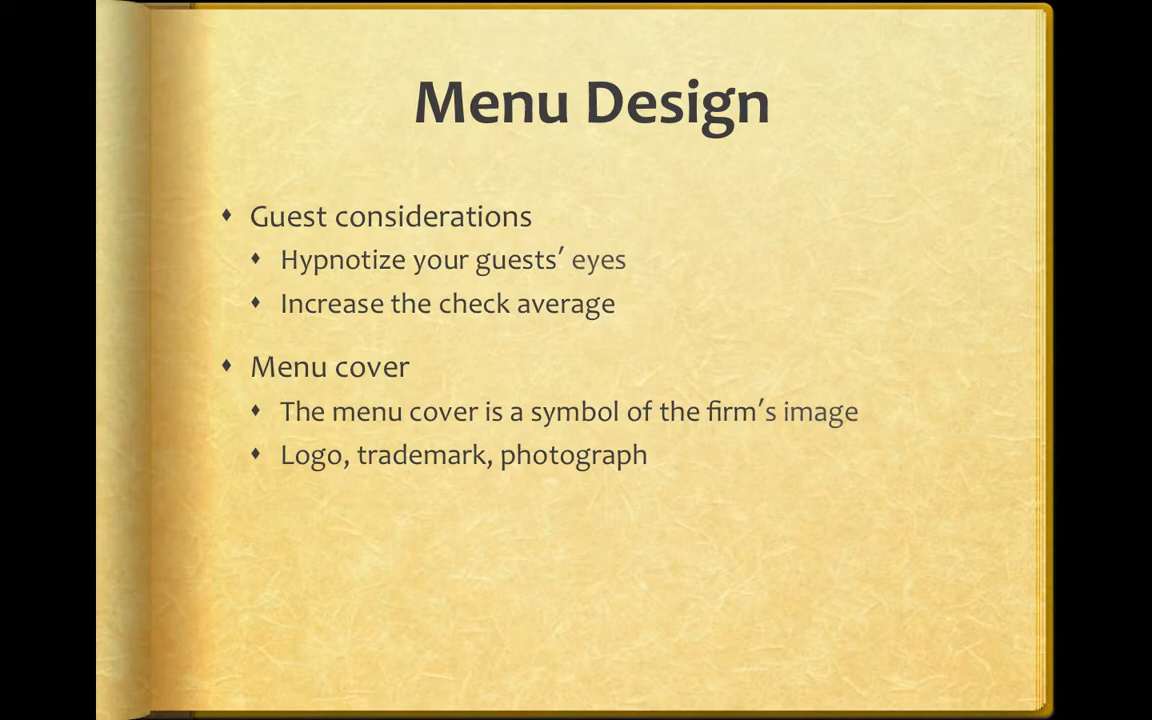 Menu Design
Guest considerations
Hypnotize your guests’ eyes
Increase the check average
Menu cover
The menu cover is a symbol of the firm’s image
Logo, trademark, photograph